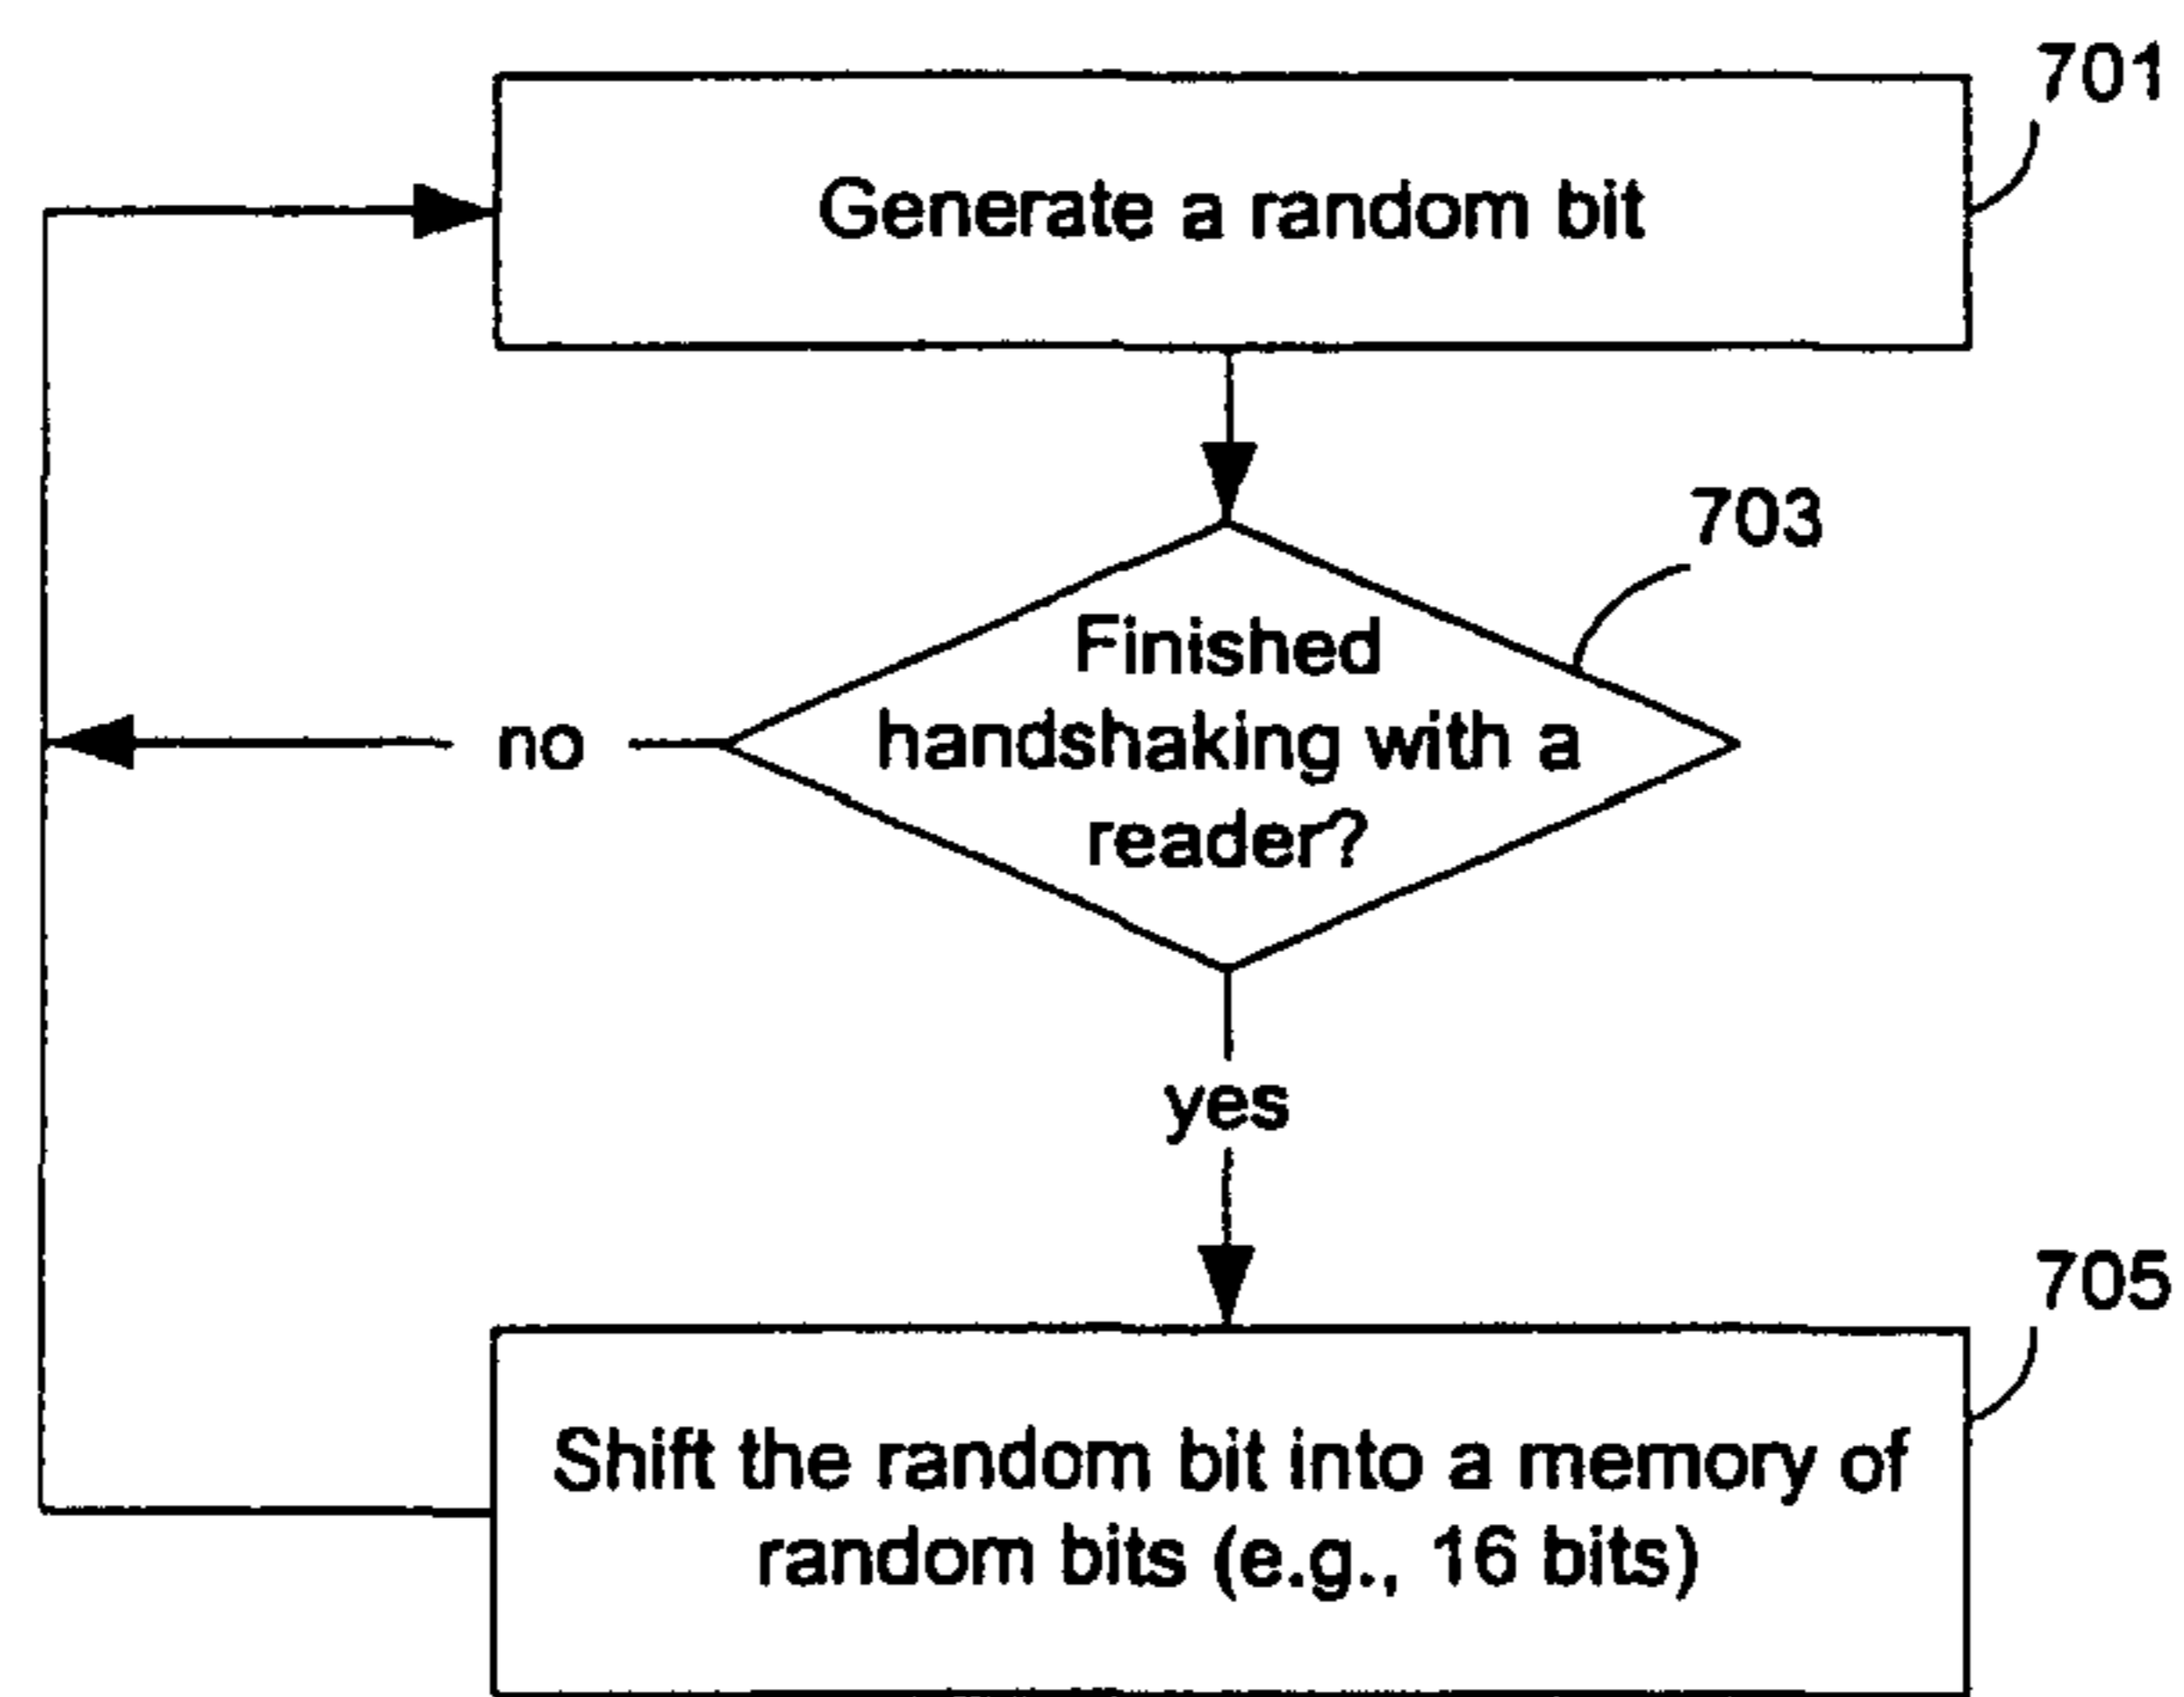 701
Generate a random bit
703
Finished
handshaking with a
reader?
no
yes
705
Shift the random bit into a memory of
random bits (e.g., 16 bits)